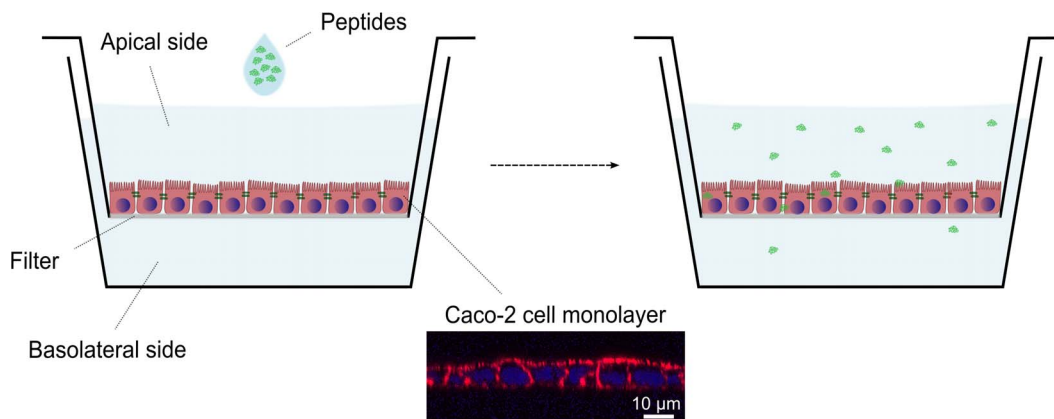 Peptides
Apical side
Filter
Caco-2 cell monolayer
Basolateral side
10 µm